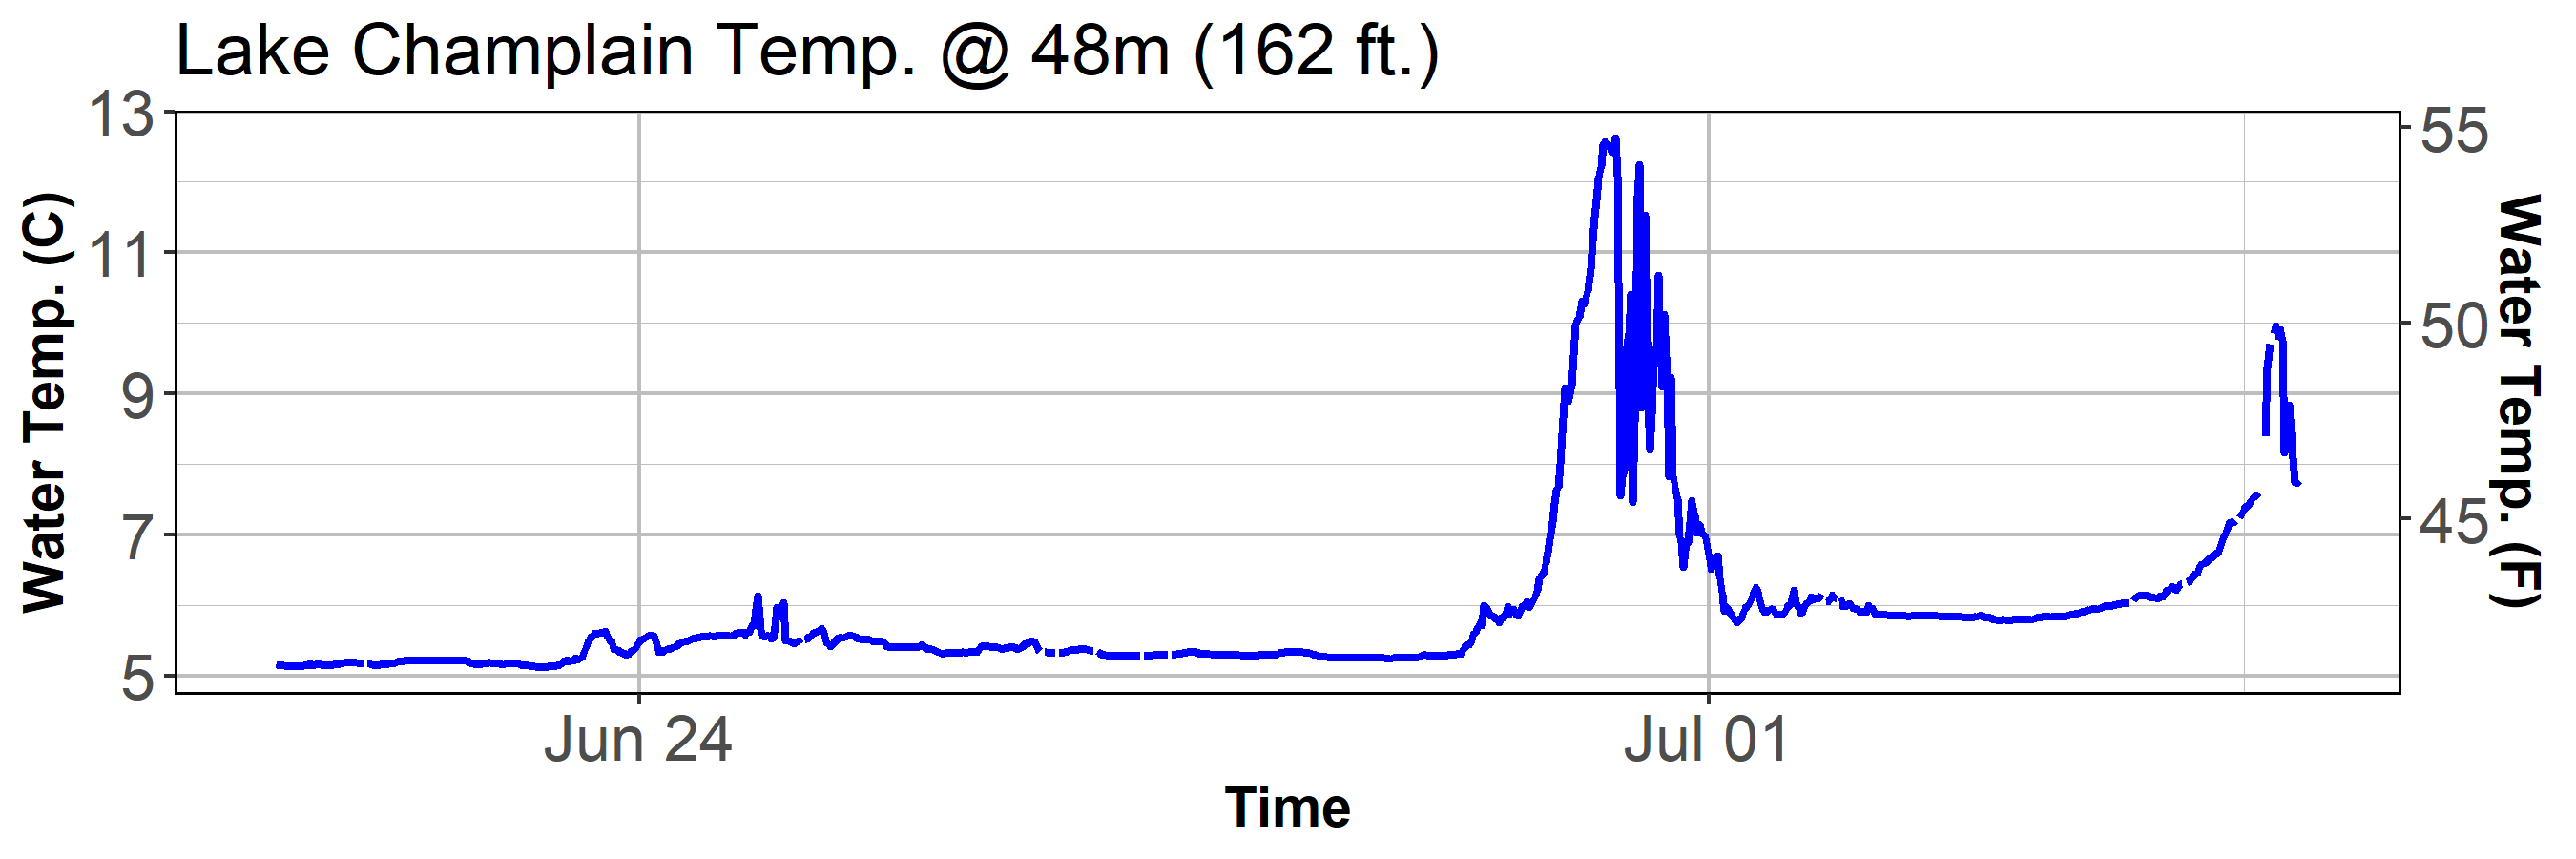 Lake Champlain Temp. @ 48m (162 ft.)
13
11
9
7
5
Water Temp. (C)
55
50
45
Water Temp. (F)
Jun 24
Jul 01
Time